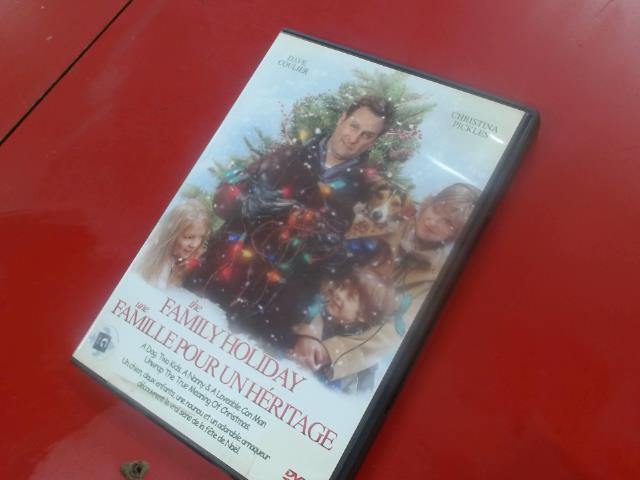 DAVE
COULIER
CHRISTINA
PICKLES
the
FAMILY HOLIDAY
une
FAMILLE POUR UN HÉRITAGE
A Dog, Two Kids, A Nanny & A Loveable Con Man
Unwrap The True Meaning Of Christmas.
Un chien, deux enfants, une nounou et un adorable arnaqueur
découvrent le vrai sens de la fête de Noël.
G
DVD